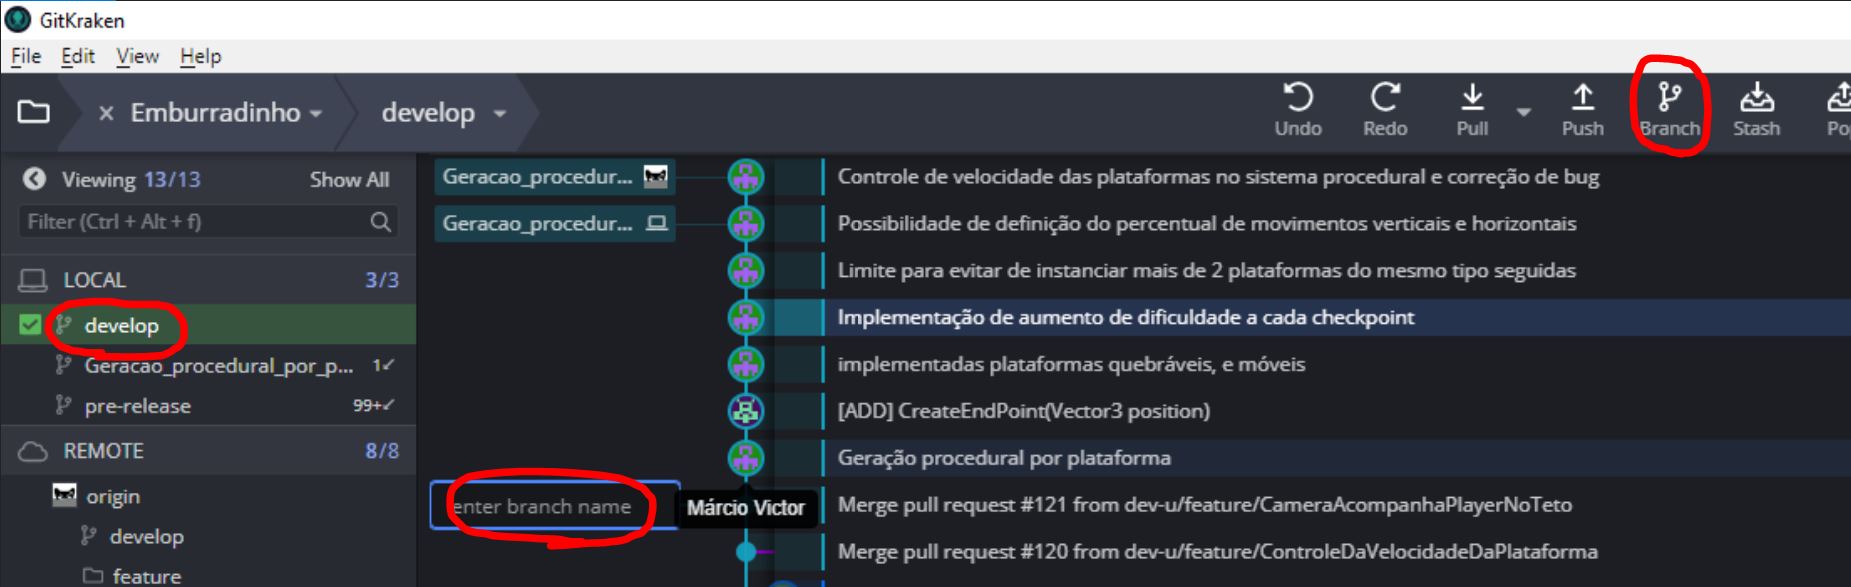 GitKraken
File Edit View Help
Emburradinho develop Undo Redo Pull Push Branch Stash
Viewing 13/13 Show All
Filter (Ctrl + Alt + f)
LOCAL 3/3
develop
Geracao_procedural_por_p... 1
pre-release 99+
REMOTE 8/8
origin
develop
feature
Geracao_procedur... Controle de velocidade das plataformas no sistema procedural e correção de bug
Geracao_procedur... Possibilidade de definição do percentual de movimentos verticais e horizontais
Limite para evitar de instanciar mais de 2 plataformas do mesmo tipo seguidas
Implementação de aumento de dificuldade a cada checkpoint
implementadas plataformas quebráveis, e móveis
[ADD] CreateEndPoint(Vector3 position)
Geração procedural por plataforma
enter branch name Márcio Victor Merge pull request #121 from dev-u/feature/CameraAcompanhaPlayerNoTeto
Merge pull request #120 from dev-u/feature/ControleDaVelocidadeDaPlataforma